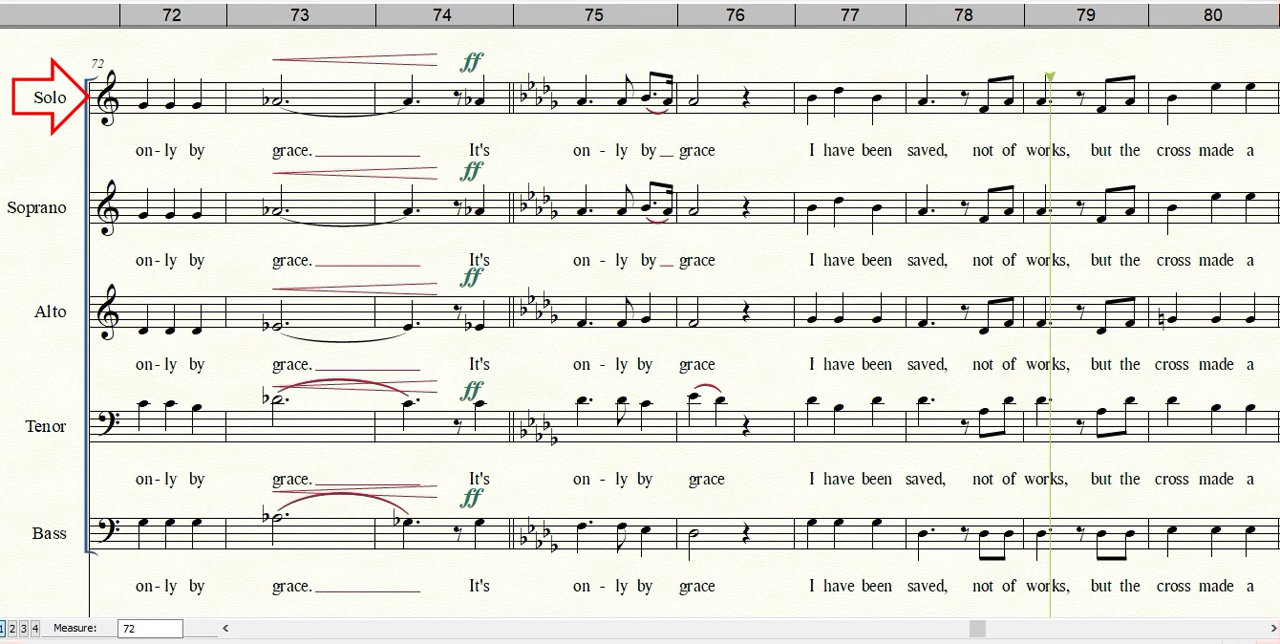 72 73 74 75 76 77 78 79 80
72
ff
Solo
on- ly by grace. It's on - ly by grace I have been saved, not of works, but the cross made a
ff
Soprano
on- ly by grace. It's on - ly by grace I have been saved, not of works, but the cross made a
ff
Alto
on- ly by grace. It's on - ly by grace I have been saved, not of works, but the cross made a
ff
Tenor
on- ly by grace. It's on - ly by grace I have been saved, not of works, but the cross made a
ff
Bass
on- ly by grace. It's on - ly by grace I have been saved, not of works, but the cross made a
1 2 3 4 Measure: 72